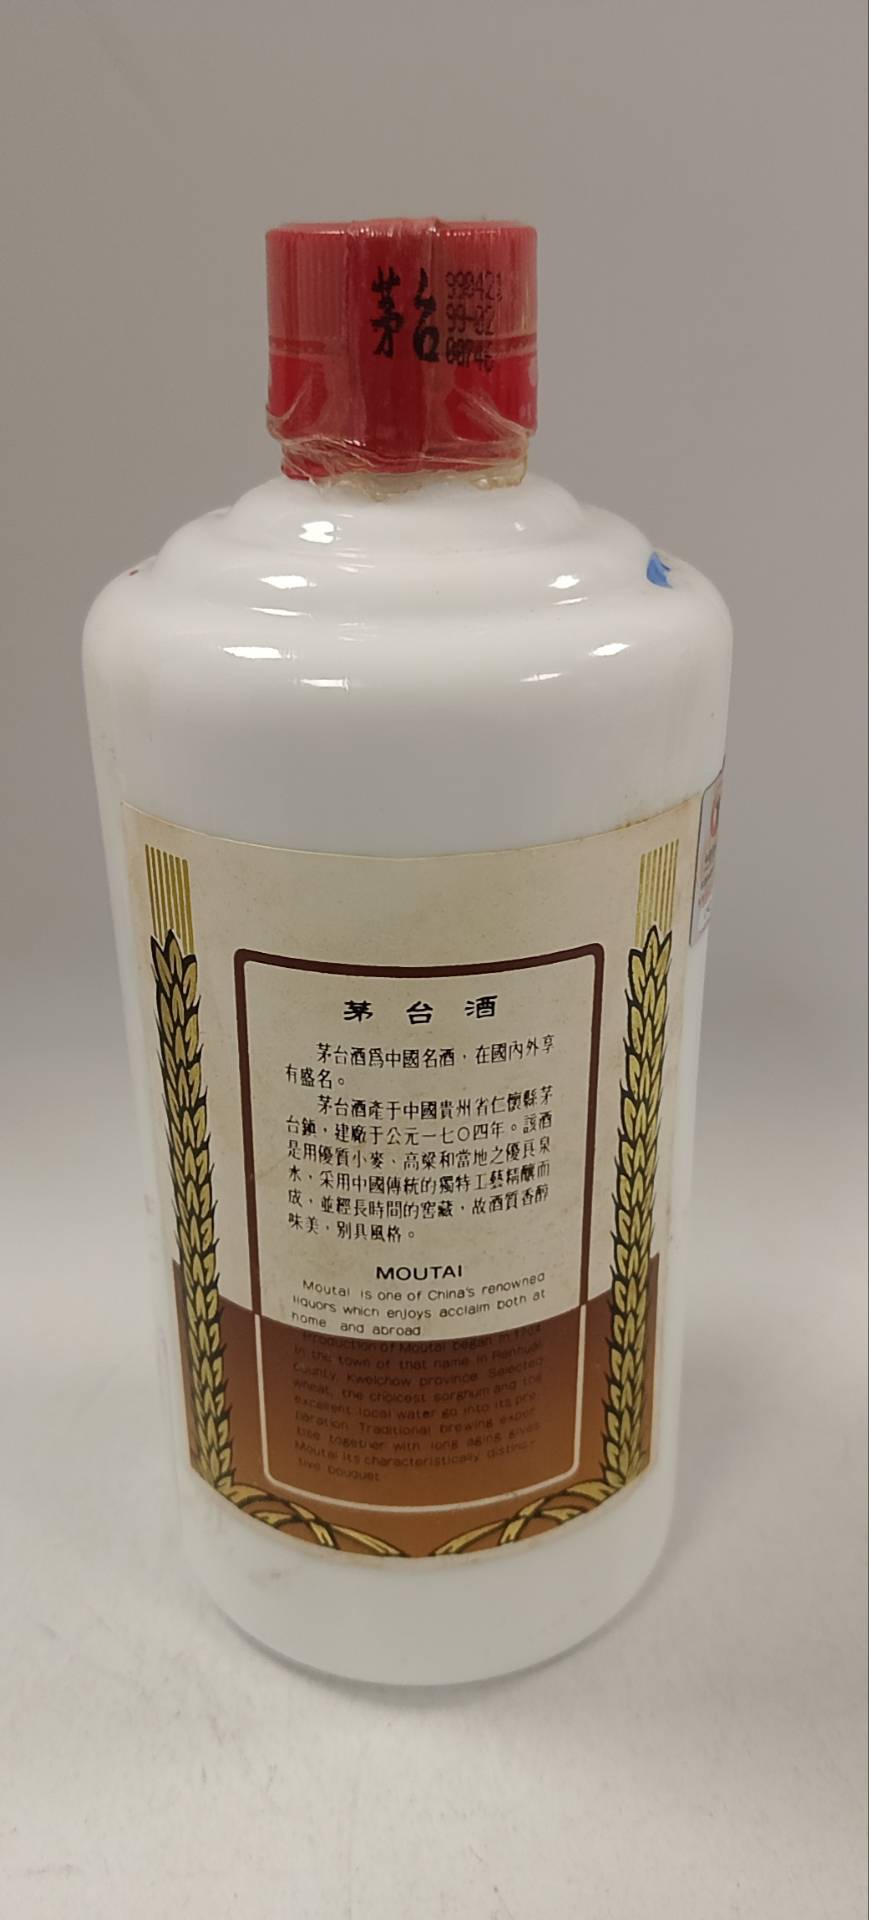 茅台
990421
99-02
00746
茅台酒
茅台酒爲中國名酒，在國內外享
有盛名。
茅台酒產于中國貴州省仁懷縣茅
台鎮，建廠于公元一七〇四年。該酒
是用優質小麥、高粱和當地之優良泉
水，采用中國傳統的獨特工藝精釀而
成，並經長時間的窖藏，故酒質香醇
味美，別具風格。
MOUTAI
Moutai is one of China's renowned
liquors which enjoys acclaim both at
home and abroad
Production of Moutai began in 1704
in the town of that name in Renhuai
county, Kweichow province. Selected
wheat, the choicest sorghum and the
excellent local water go into its pre
paration. Traditional brewing exper
tise together with long aging gives
Moutai its characteristically distinc-
tive bouquet